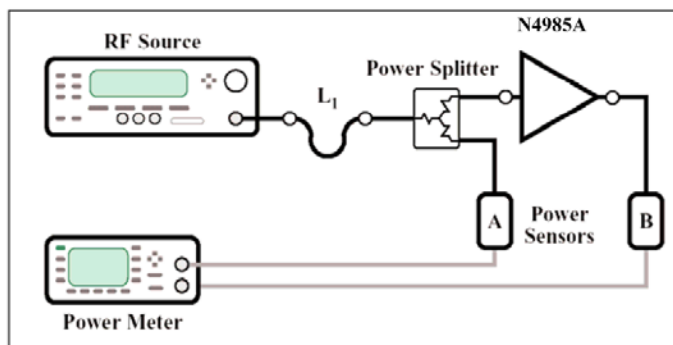 N4985A
RF Source
Power Splitter
L1
A
Power
Sensors
B
Power Meter